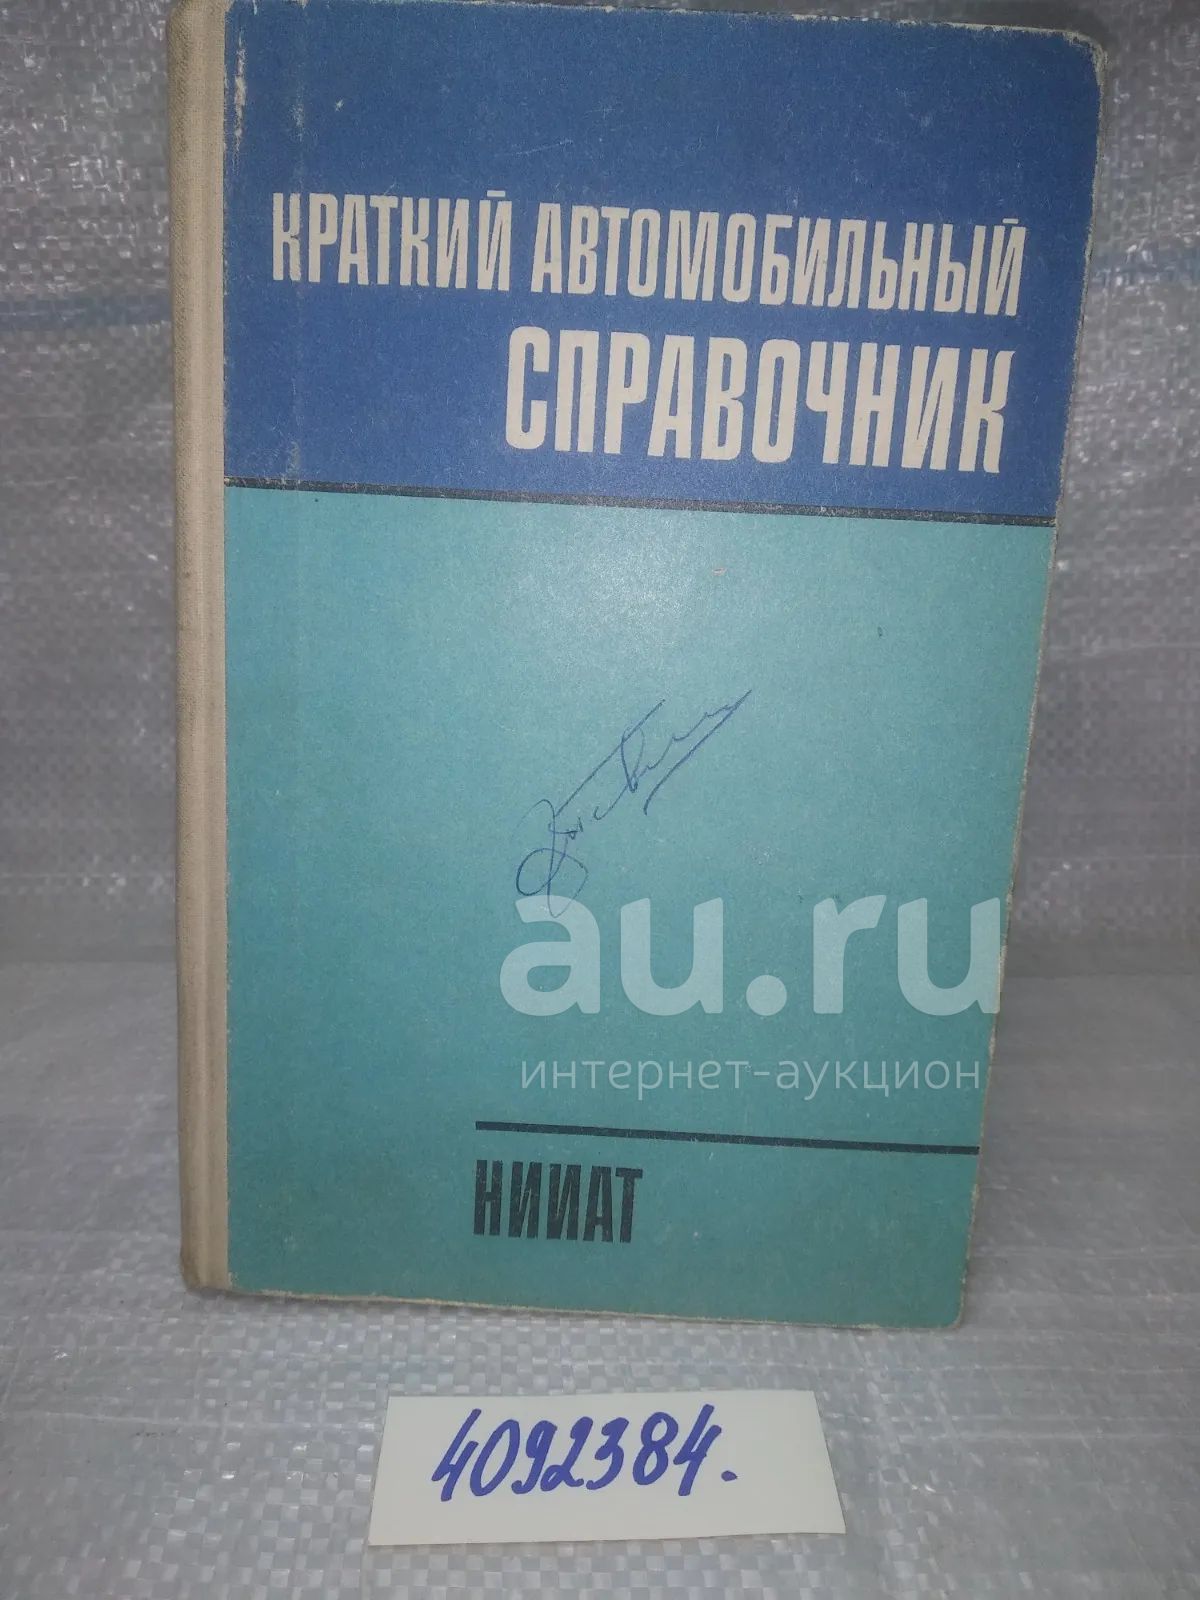 КРАТКИЙ АВТОМОБИЛЬНЫЙ
СПРАВОЧНИК
au.ru
интернет-аукцион
НИИАТ
4092384.